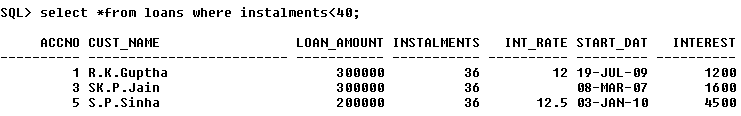 SQL> select *from loans where instalments<40;
ACCNO CUST_NAME LOAN_AMOUNT INSTALMENTS INT_RATE START_DAT INTEREST
---------- -------------------- ----------- ----------- ---------- --------- ----------
1 R.K.Guptha 300000 36 12 19-JUL-09 1200
3 SK.P.Jain 300000 36 08-MAR-07 1600
5 S.P.Sinha 200000 36 12.5 03-JAN-10 4500